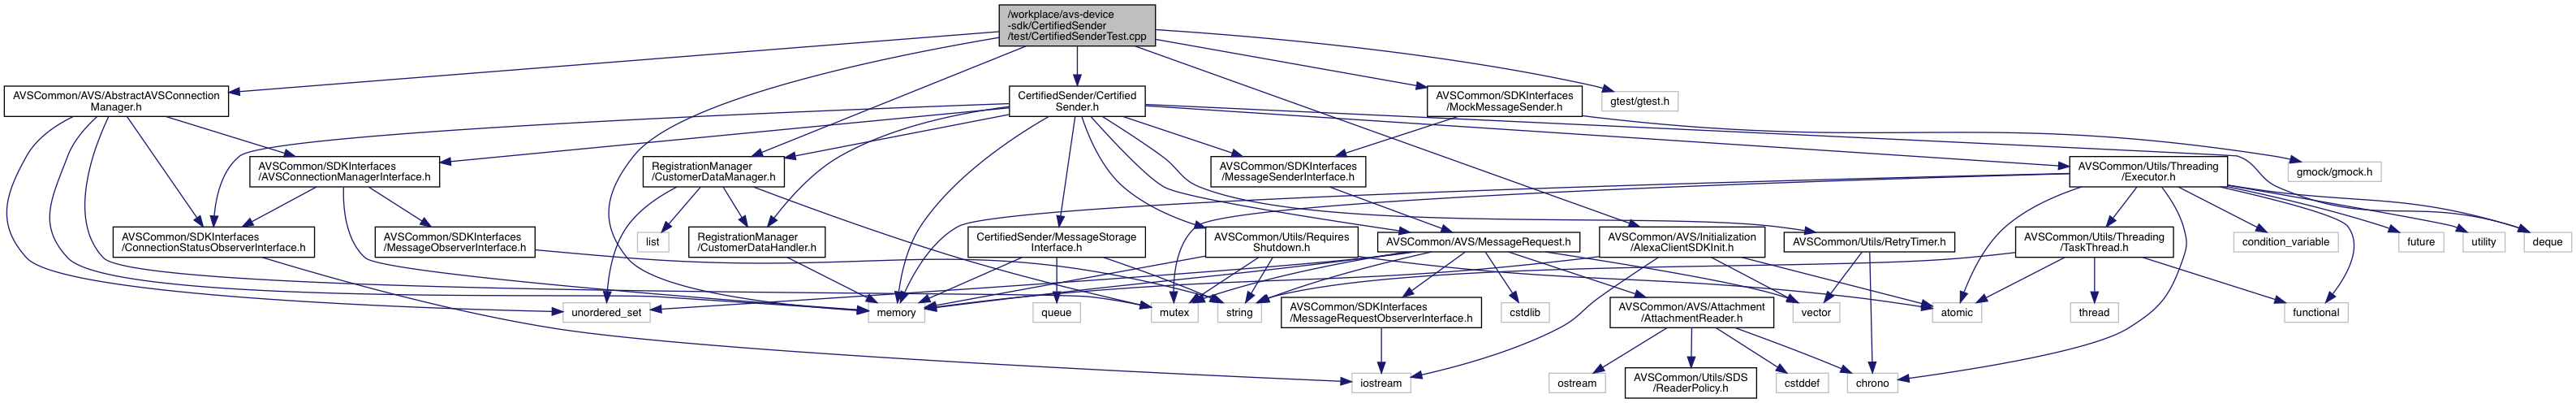 /workplace/avs-device
-sdk/CertifiedSender
/test/CertifiedSenderTest.cpp
AVSCommon/AVS/AbstractAVSConnection
Manager.h
CertifiedSender/Certified
Sender.h
AVSCommon/SDKInterfaces
/MockMessageSender.h
gtest/gtest.h
AVSCommon/SDKInterfaces
/AVSConnectionManagerInterface.h
RegistrationManager
/CustomerDataManager.h
AVSCommon/SDKInterfaces
/MessageSenderInterface.h
AVSCommon/Utils/Threading
/Executor.h
gmock/gmock.h
AVSCommon/SDKInterfaces
/ConnectionStatusObserverInterface.h
AVSCommon/SDKInterfaces
/MessageObserverInterface.h
list
RegistrationManager
/CustomerDataHandler.h
CertifiedSender/MessageStorage
Interface.h
AVSCommon/Utils/Requires
Shutdown.h
AVSCommon/AVS/MessageRequest.h
AVSCommon/AVS/Initialization
/AlexaClientSDKInit.h
AVSCommon/Utils/RetryTimer.h
AVSCommon/Utils/Threading
/TaskThread.h
condition_variable
future
utility
deque
unordered_set
memory
queue
mutex
string
AVSCommon/SDKInterfaces
/MessageRequestObserverInterface.h
cstdlib
AVSCommon/AVS/Attachment
/AttachmentReader.h
vector
atomic
thread
functional
iostream
ostream
AVSCommon/Utils/SDS
/ReaderPolicy.h
cstddef
chrono